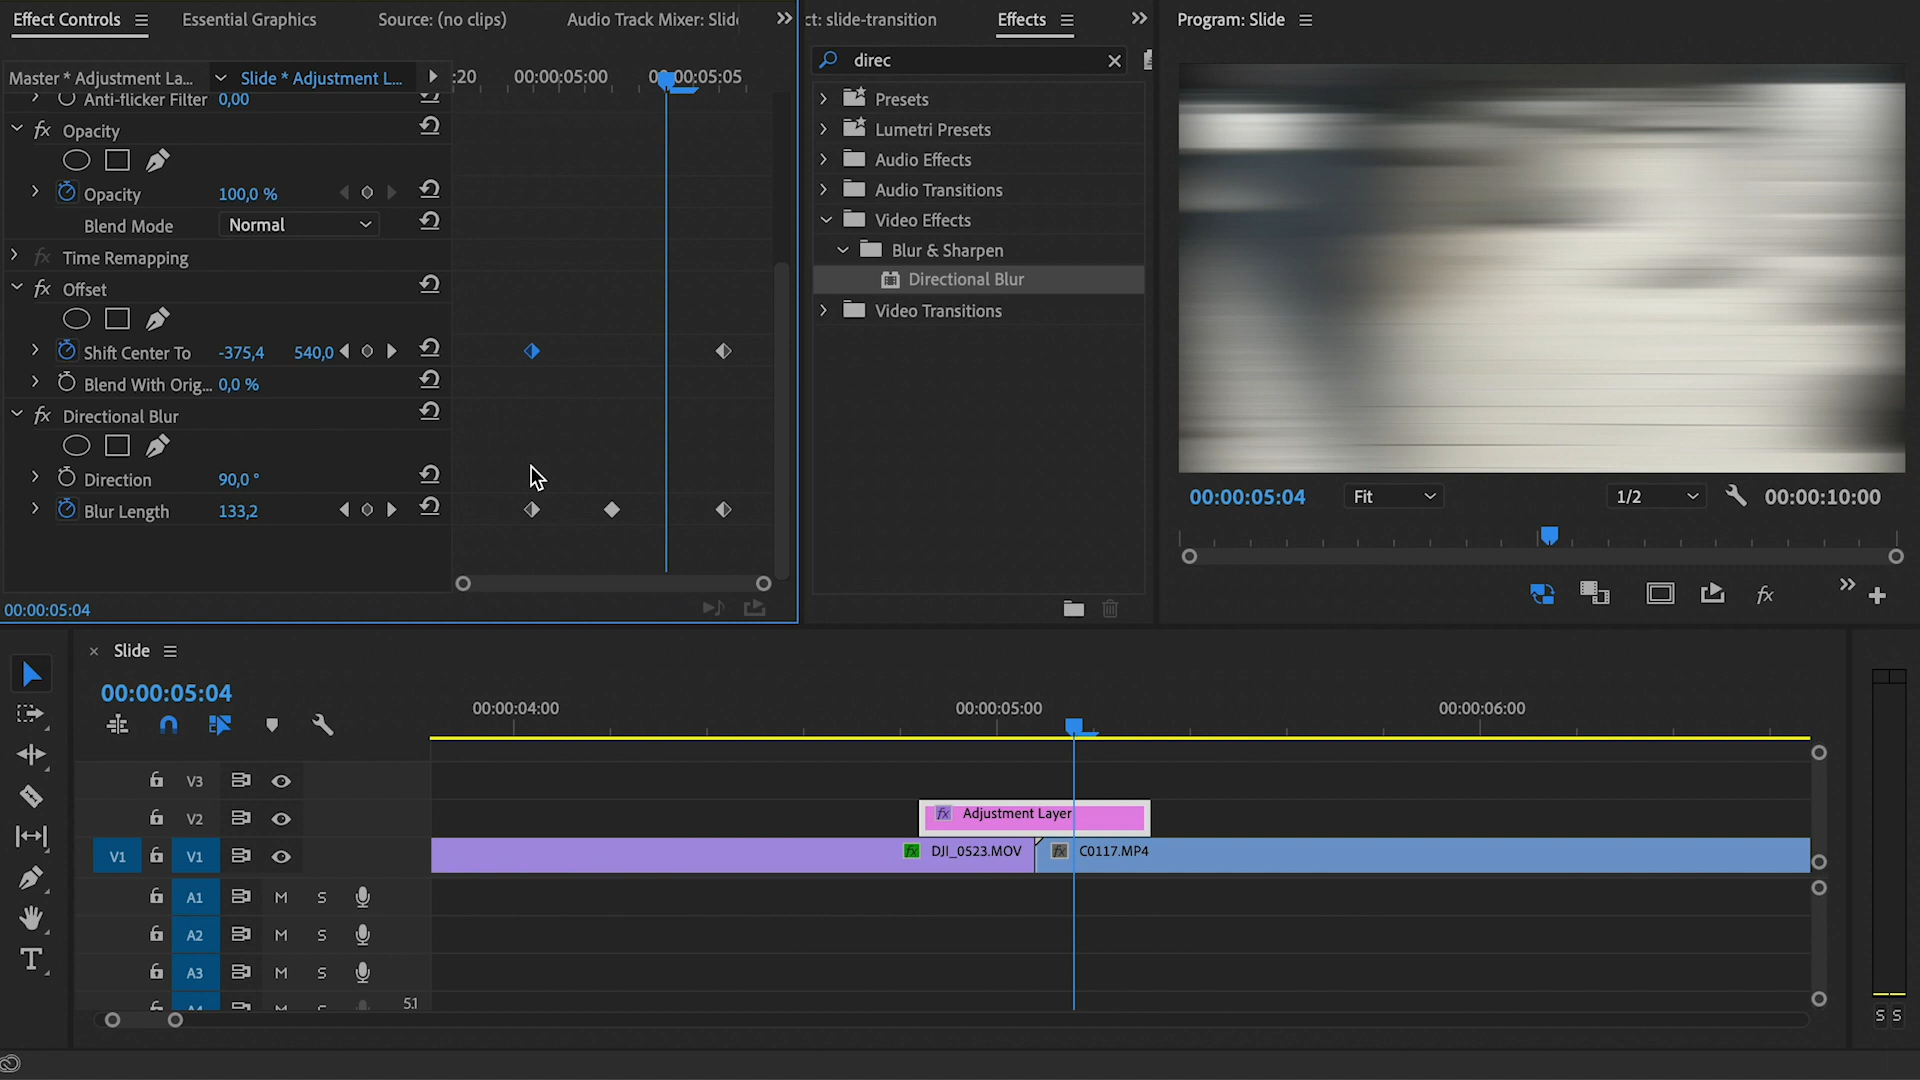 Effect Controls
Essential Graphics
Source: (no clips)
Audio Track Mixer: Slid
ct: slide-transition
Effects
Program: Slide
Master * Adjustment La...
Slide * Adjustment L...
:20
00:00:05:00
00:00:05:05
direc
Anti-flicker Filter 0,00
Presets
Opacity
Lumetri Presets
Audio Effects
Opacity 100,0 %
Audio Transitions
Blend Mode Normal
Video Effects
Time Remapping
Blur & Sharpen
Offset
Directional Blur
Video Transitions
Shift Center To -375,4 540,0
Blend With Orig... 0,0 %
Directional Blur
Direction 90,0 °
Blur Length 133,2
00:00:05:04
Fit
1/2
00:00:10:00
fx
00:00:05:04
Slide
00:00:05:04
00:00:04:00
00:00:05:00
00:00:06:00
V3
V2
fx Adjustment Layer
V1 V1
fx DJI_0523.MOV
fx C0117.MP4
A1 M S
A2 M S
A3 M S
5.1
S S